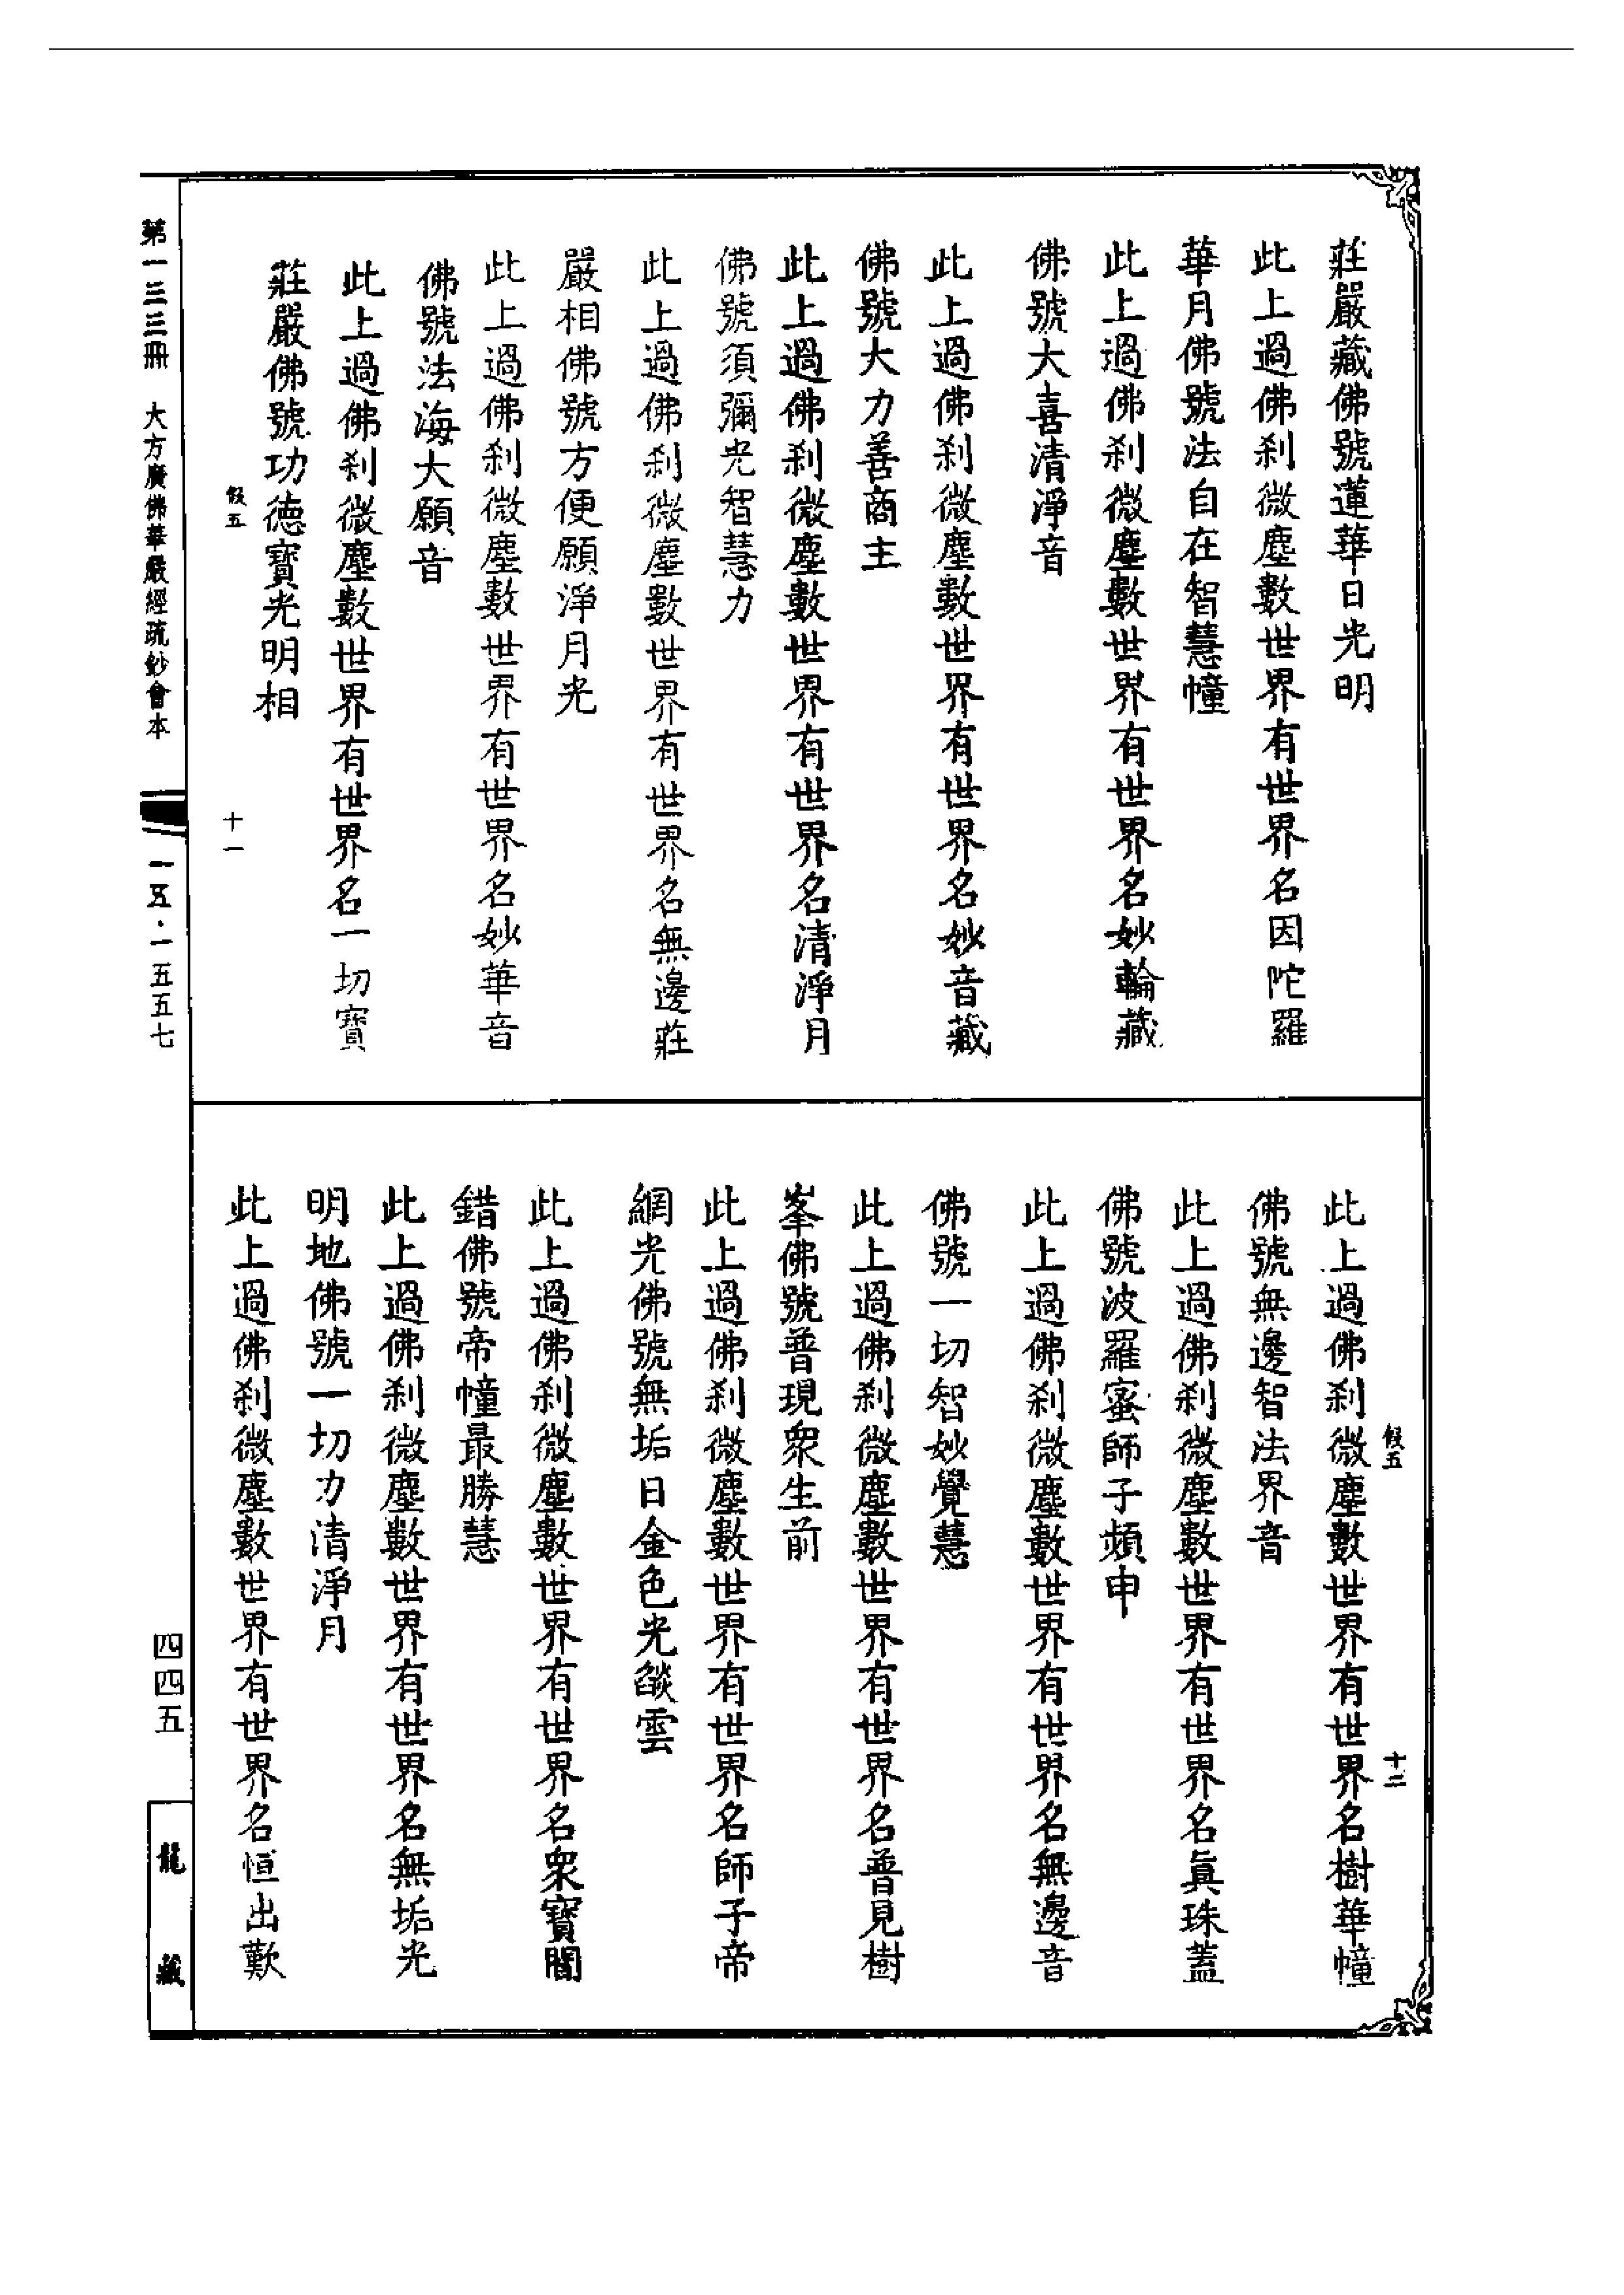 莊嚴藏佛號蓮華日光明
此上過佛刹微塵數世界有世界名因陀羅
華月佛號法自在智慧幢
此上過佛刹微塵數世界有世界名妙輪藏
佛號大喜清淨音
此上過佛刹微塵數世界有世界名妙音藏
佛號大力善商主
此上過佛刹微塵數世界有世界名清淨月
佛號須彌光智慧力
此上過佛刹微塵數世界有世界名無邊莊
嚴相佛號方便願淨月光
此上過佛刹微塵數世界有世界名妙華音
佛號法海大願音
此上過佛刹微塵數世界有世界名一切寶
莊嚴佛號功德寶光明相
假五
十一
此上過佛刹微塵數世界有世界名樹華幢
佛號無邊智法界音
此上過佛刹微塵數世界有世界名眞珠蓋
佛號波羅蜜師子頻申
此上過佛刹微塵數世界有世界名無邊音
佛號一切智妙覺慧
此上過佛刹微塵數世界有世界名普見樹
峯佛號普現衆生前
此上過佛刹微塵數世界有世界名師子帝
網光佛號無垢日金色光燄雲
此上過佛刹微塵數世界有世界名衆寶間
錯佛號帝幢最勝慧
此上過佛刹微塵數世界有世界名無垢光
明地佛號一切力清淨月
此上過佛刹微塵數世界有世界名恒出歎
假五
十二
第一三三冊 大方廣佛華嚴經疏鈔會本
一五·一五五七
四四五
龍藏